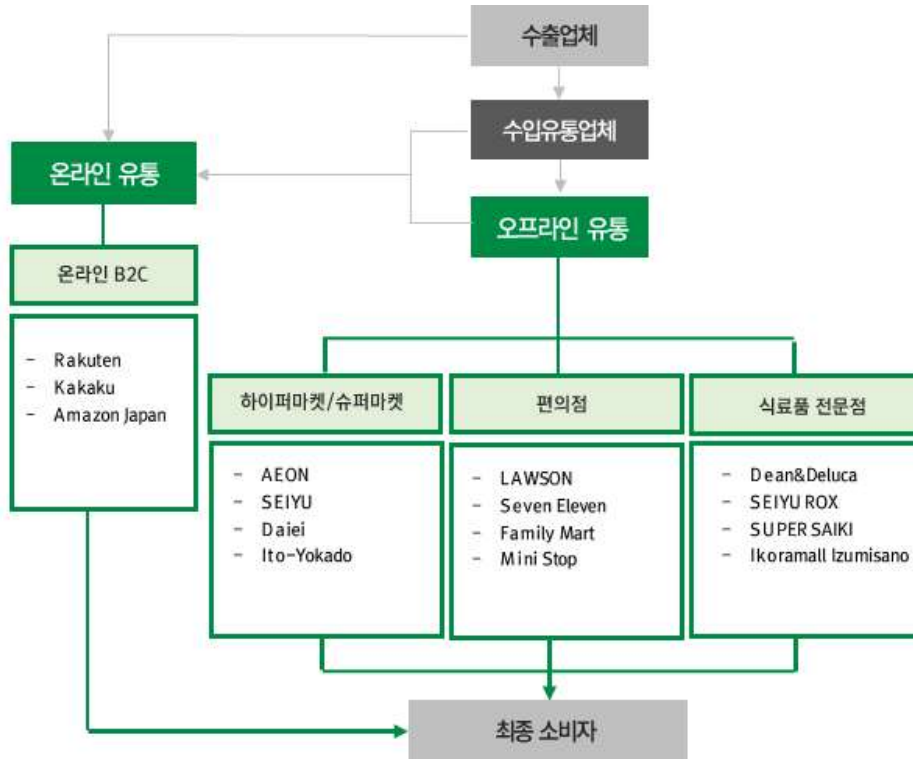 수출업체
수입유통업체
온라인 유통
오프라인 유통
온라인 B2C
- Rakuten
- Kakaku
- Amazon Japan
하이퍼마켓/슈퍼마켓
- AEON
- SEIYU
- Daiei
- Ito-Yokado
편의점
- LAWSON
- Seven Eleven
- Family Mart
- Mini Stop
식료품 전문점
- Dean&Deluca
- SEIYU ROX
- SUPER SAIKI
- Ikoramall Izumisano
최종 소비자